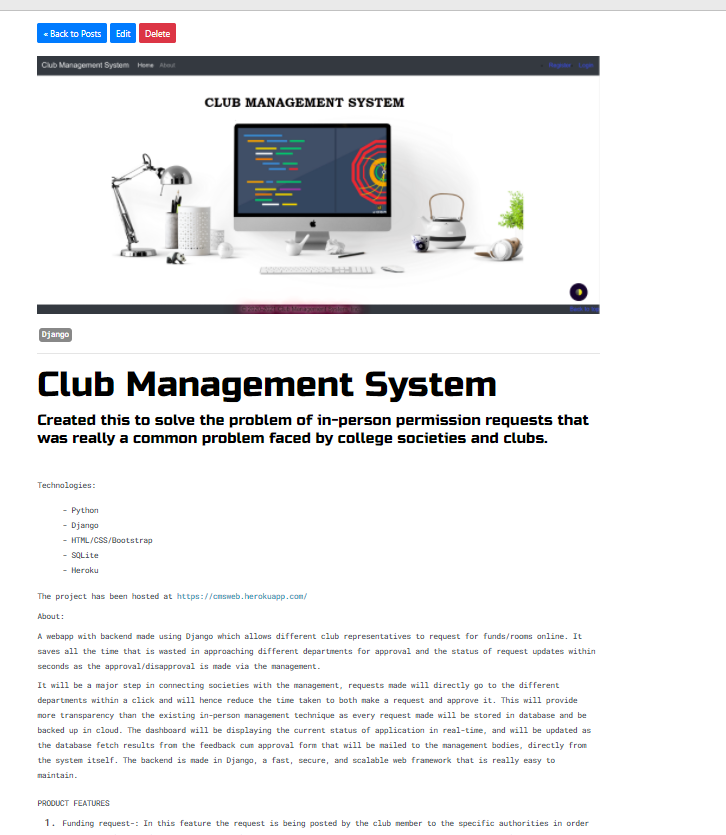 « Back to Posts Edit Delete
Club Management System Home About Register Login
CLUB MANAGEMENT SYSTEM
Django
Club Management System
Created this to solve the problem of in-person permission requests that
was really a common problem faced by college societies and clubs.
Technologies:
- Python
- Django
- HTML/CSS/Bootstrap
- SQLite
- Heroku
The project has been hosted at https://cmsweb.herokuapp.com/
About:
A webapp with backend made using Django which allows different club representatives to request for funds/rooms online. It
saves all the time that is wasted in approaching different departments for approval and the status of request updates within
seconds as the approval/disapproval is made via the management.
It will be a major step in connecting societies with the management, requests made will directly go to the different
departments within a click and will hence reduce the time taken to both make a request and approve it. This will provide
more transparency than the existing in-person management technique as every request made will be stored in database and be
backed up in cloud. The dashboard will be displaying the current status of application in real-time, and will be updated as
the database fetch results from the feedback cum approval form that will be mailed to the management bodies, directly from
the system itself. The backend is made in Django, a fast, secure, and scalable web framework that is really easy to
maintain.
PRODUCT FEATURES
1. Funding request-: In this feature the request is being posted by the club member to the specific authorities in order